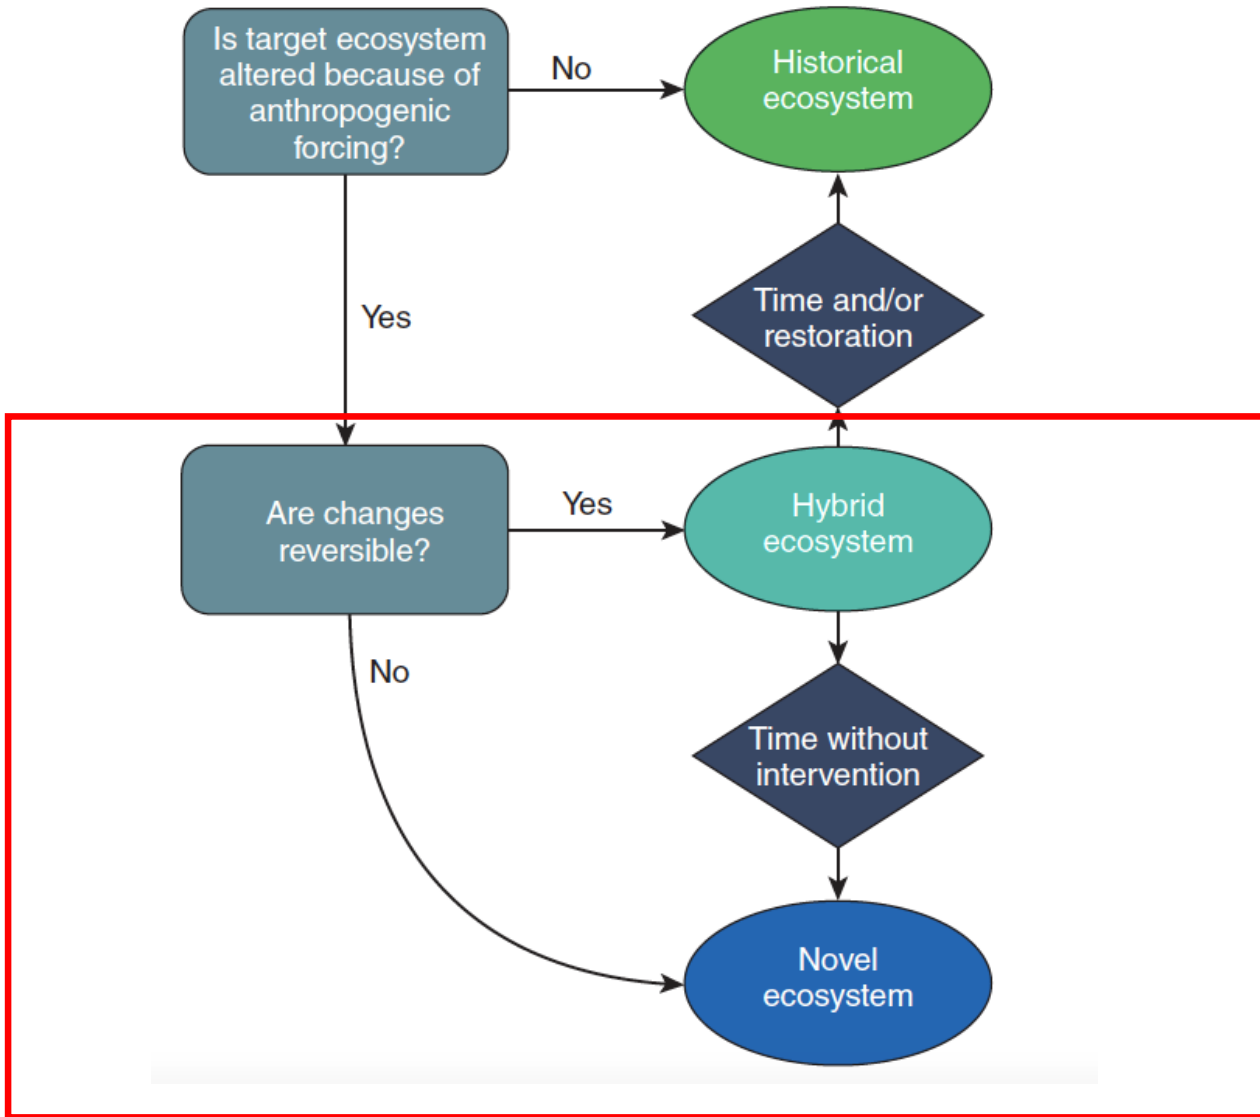 Is target ecosystem
altered because of
anthropogenic
forcing?
No
Historical
ecosystem
Yes
Time and/or
restoration
Are changes
reversible?
Yes
Hybrid
ecosystem
No
Time without
intervention
Novel
ecosystem